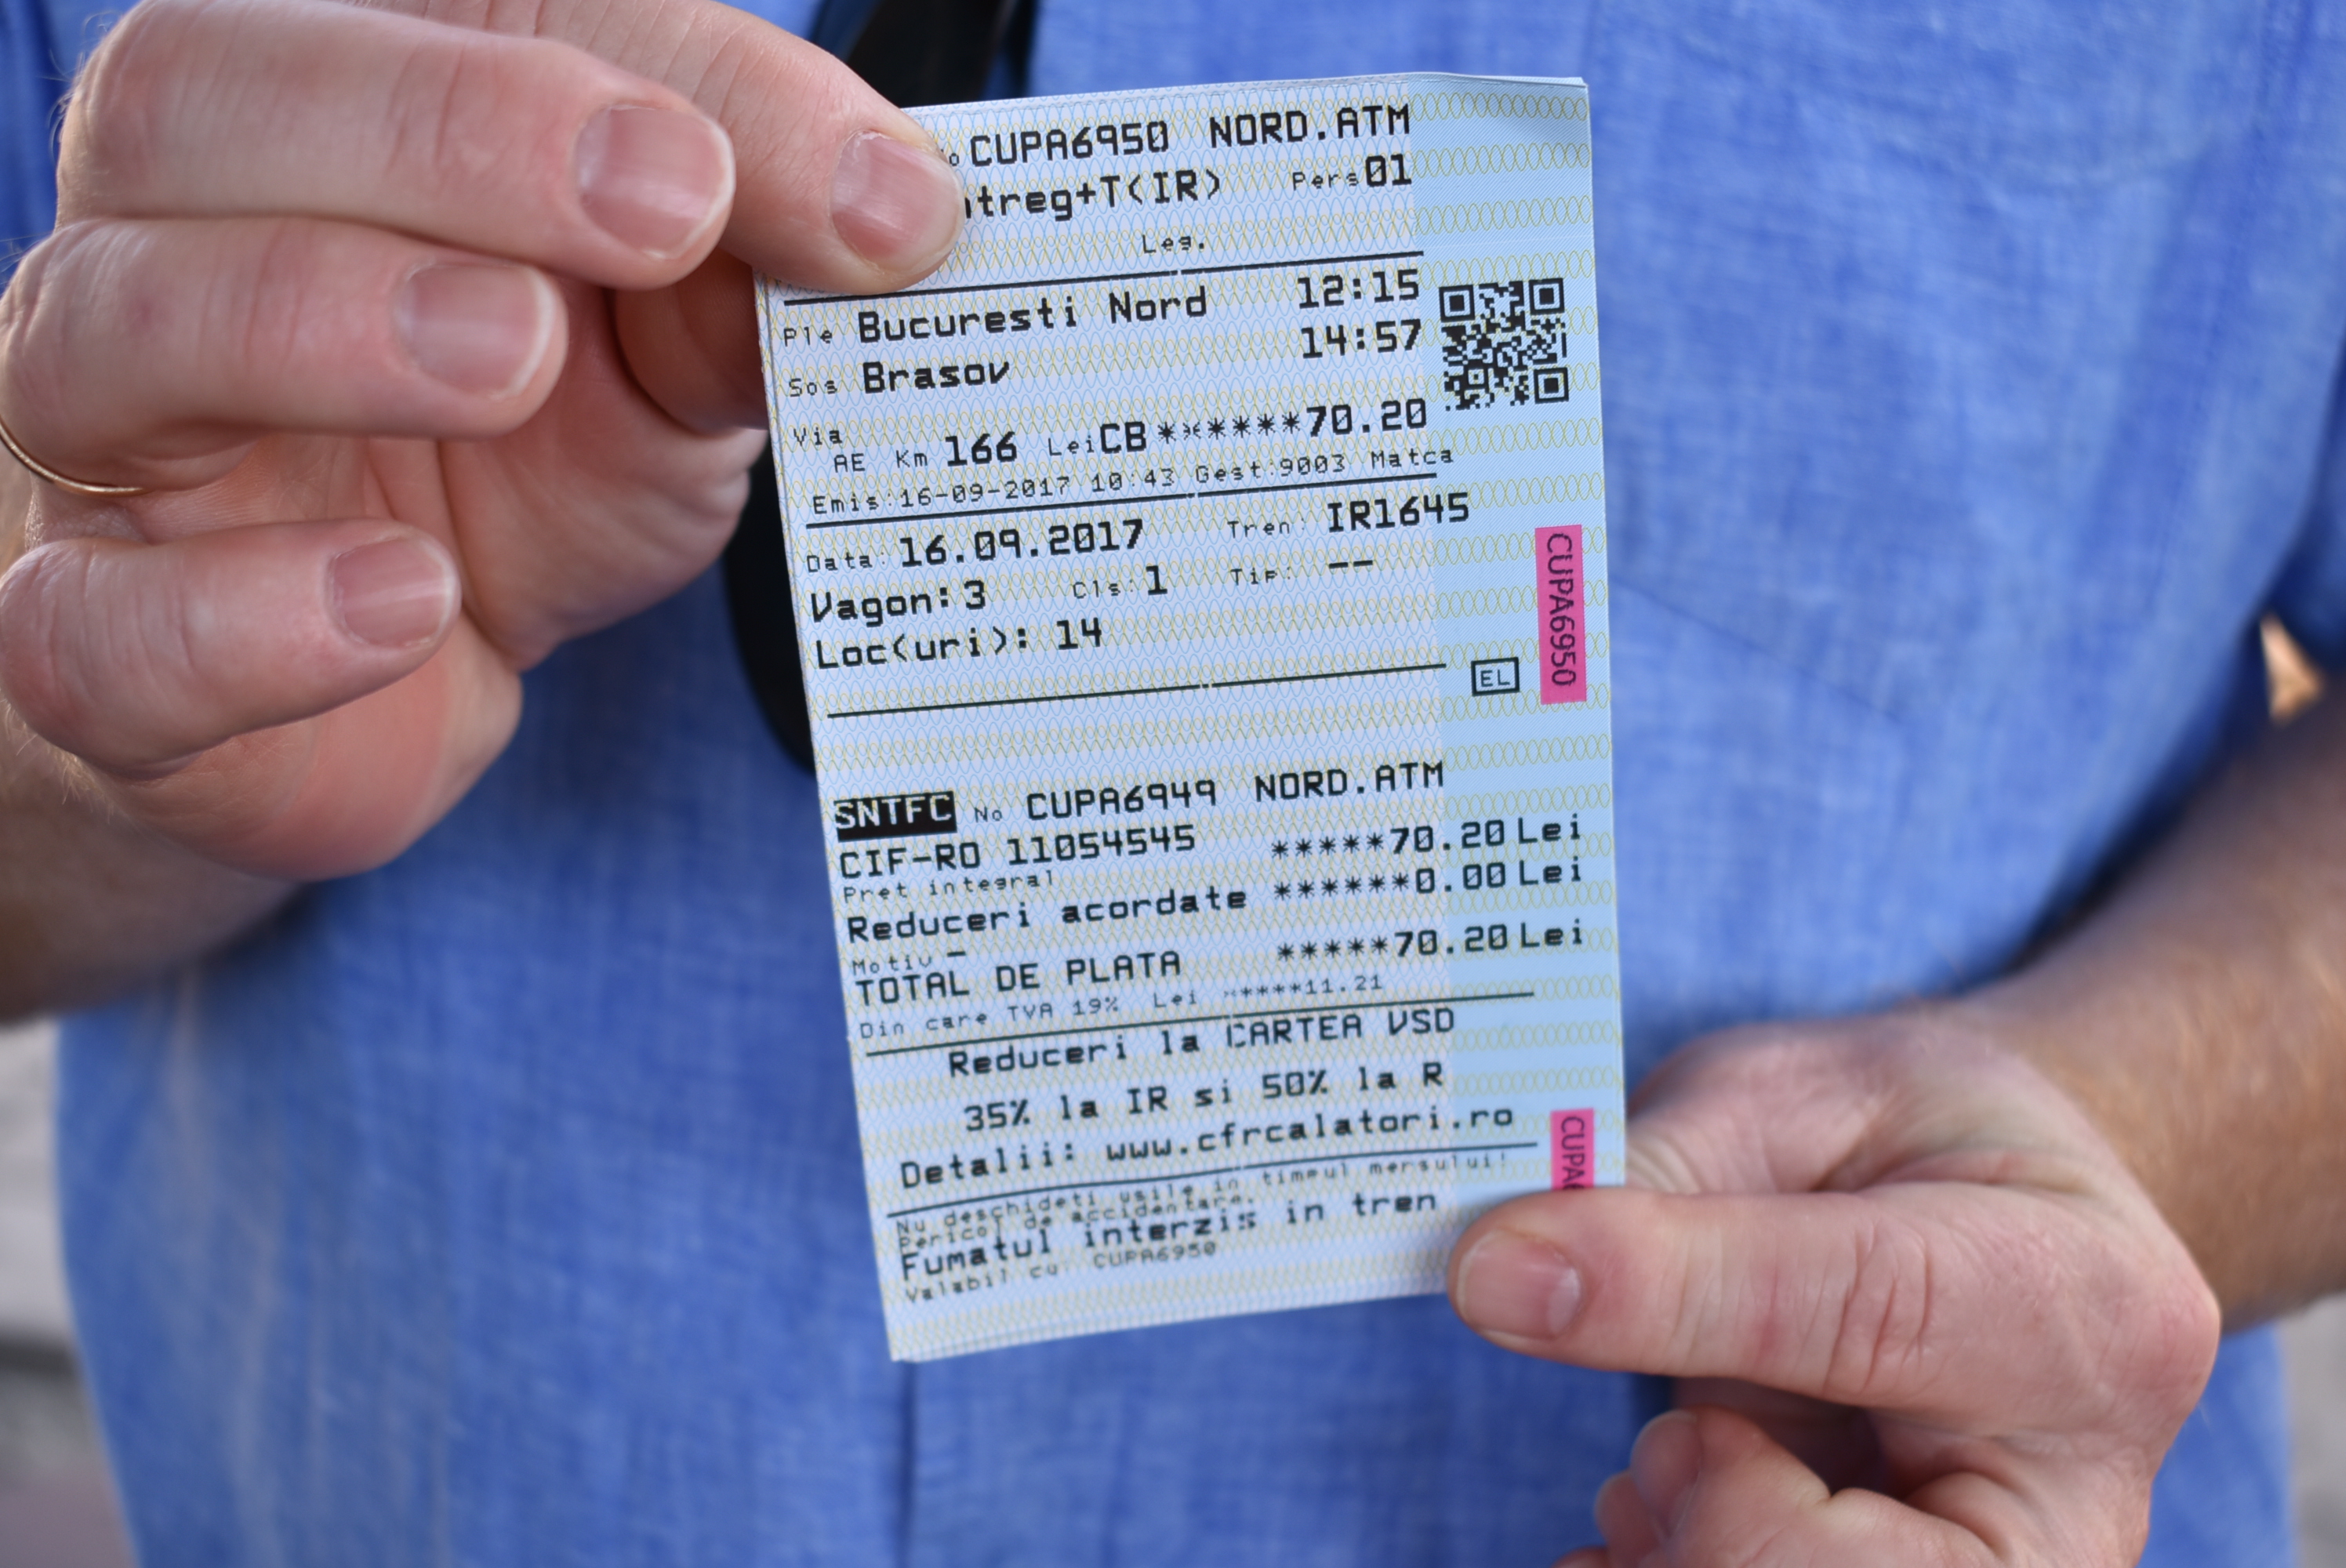 CUPA6950 NORD.ATM
treg+T(IR) Pers 01
Leg.
Ple Bucuresti Nord 12:15
Sos Brasov 14:57
Via
AE Km 166 Lei CB *******70.20
Emis:16-09-2017 10:43 Gest:9003 Matca
Data: 16.09.2017 Tren: IR1645
Vagon: 3 Cls: 1 Tip: --
Loc(uri): 14
EL
CUPA6950
SNTFC No CUPA6949 NORD.ATM
CIF-RO 11054545
Pret integral *****70.20 Lei
Reduceri acordate ******0.00 Lei
Motiv -
TOTAL DE PLATA *****70.20 Lei
Din care TVA 19% Lei *****11.21
Reduceri la CARTEA VSD
35% la IR si 50% la R
Detalii: www.cfrcalatori.ro
Nu deschideti usile in timpul mersului!
Pericol de accidentare.
Fumatul interzis in tren
Valabil cu CUPA6950
CUPA